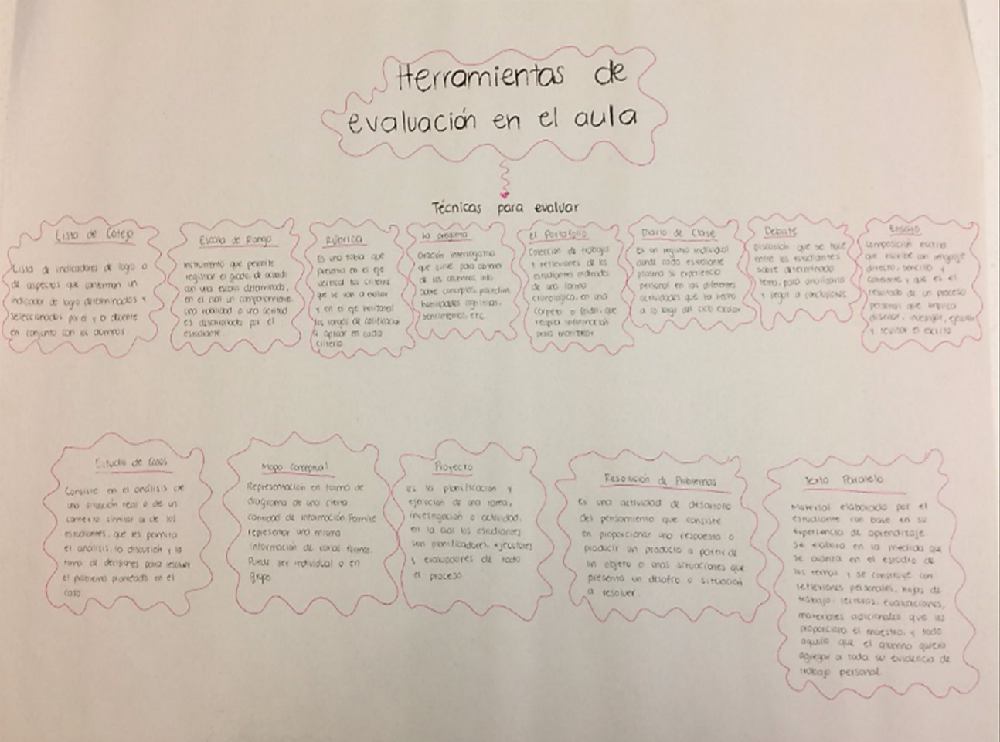 Herramientas de
evaluación en el aula
Técnicas para evaluar
Lista de Cotejo
Lista de indicadores de logro o
de aspectos que conforman un
indicador de logro determinados y
seleccionados por el y la docente
en conjunto con los alumnos.
Escala de Rango
Instrumento que permite
registrar el grado, de acuerdo
con una escala determinada,
en el cual un comportamiento,
una habilidad o una actitud
es desarrollada por el
estudiante.
Rúbrica
Es una tabla que
presenta en el eje
vertical los criterios
que se van a evaluar
y en el eje horizontal
los rangos de calificación
a aplicar en cada
criterio.
La pregunta
Oración interrogativa
que sirve para obtener
de los alumnos info
sobre conceptos, procedim,
habilidades cognitivas,
sentimientos, etc.
El Portafolio
Colección de trabajos
y reflexiones de los
estudiantes ordenados
de una forma
cronológica, en una
carpeta o folder, que
recopila información
para monitorear
Diario de Clase
Es un registro individual
donde cada estudiante
plasma su experiencia
personal en las diferentes
actividades que ha hecho
a lo largo del ciclo escolar
Debate
Discusión que se hace
entre los estudiantes
sobre determinado
tema, para analizarlo
y llegar a conclusiones
Ensayo
Composición escrita
que escribe con lenguaje
directo, sencillo y
coherente y que es el
resultado de un proceso
personal que implica
diseñar, investigar, ejecutar
y revisar el escrito
Estudio de Casos
Consiste en el análisis de
una situación real o de un
contexto similar al de los
estudiantes, que les permita
el análisis, la discusión y la
toma de decisiones para resolver
el problema planteado en el
caso.
Mapa Conceptual
Representación en forma de
diagrama de una cierta
cantidad de información. Permite
representar una misma
información de varias formas.
Puede ser individual o en
grupo
Proyecto
Es la planificación y
ejecución de una tarea,
investigación o actividad,
en la cual los estudiantes
son planificadores, ejecutores
y evaluadores de todo
el proceso
Resolución de Problemas
Es una actividad de desarrollo
del pensamiento que consiste
en proporcionar una respuesta o
producir un producto a partir de
un objeto o unas situaciones que
presenta un desafío o situación
a resolver.
Texto Paralelo
Material elaborado por el
estudiante con base en su
experiencia de aprendizaje.
Se elabora en la medida que
se avanza en el estudio de
los temas y se construye con
reflexiones personales, hojas de
trabajo, lecturas, evaluaciones,
materiales adicionales que les
proporciona el maestro, y todo
aquello que el alumno quiera
agregar a toda su evidencia de
trabajo personal.